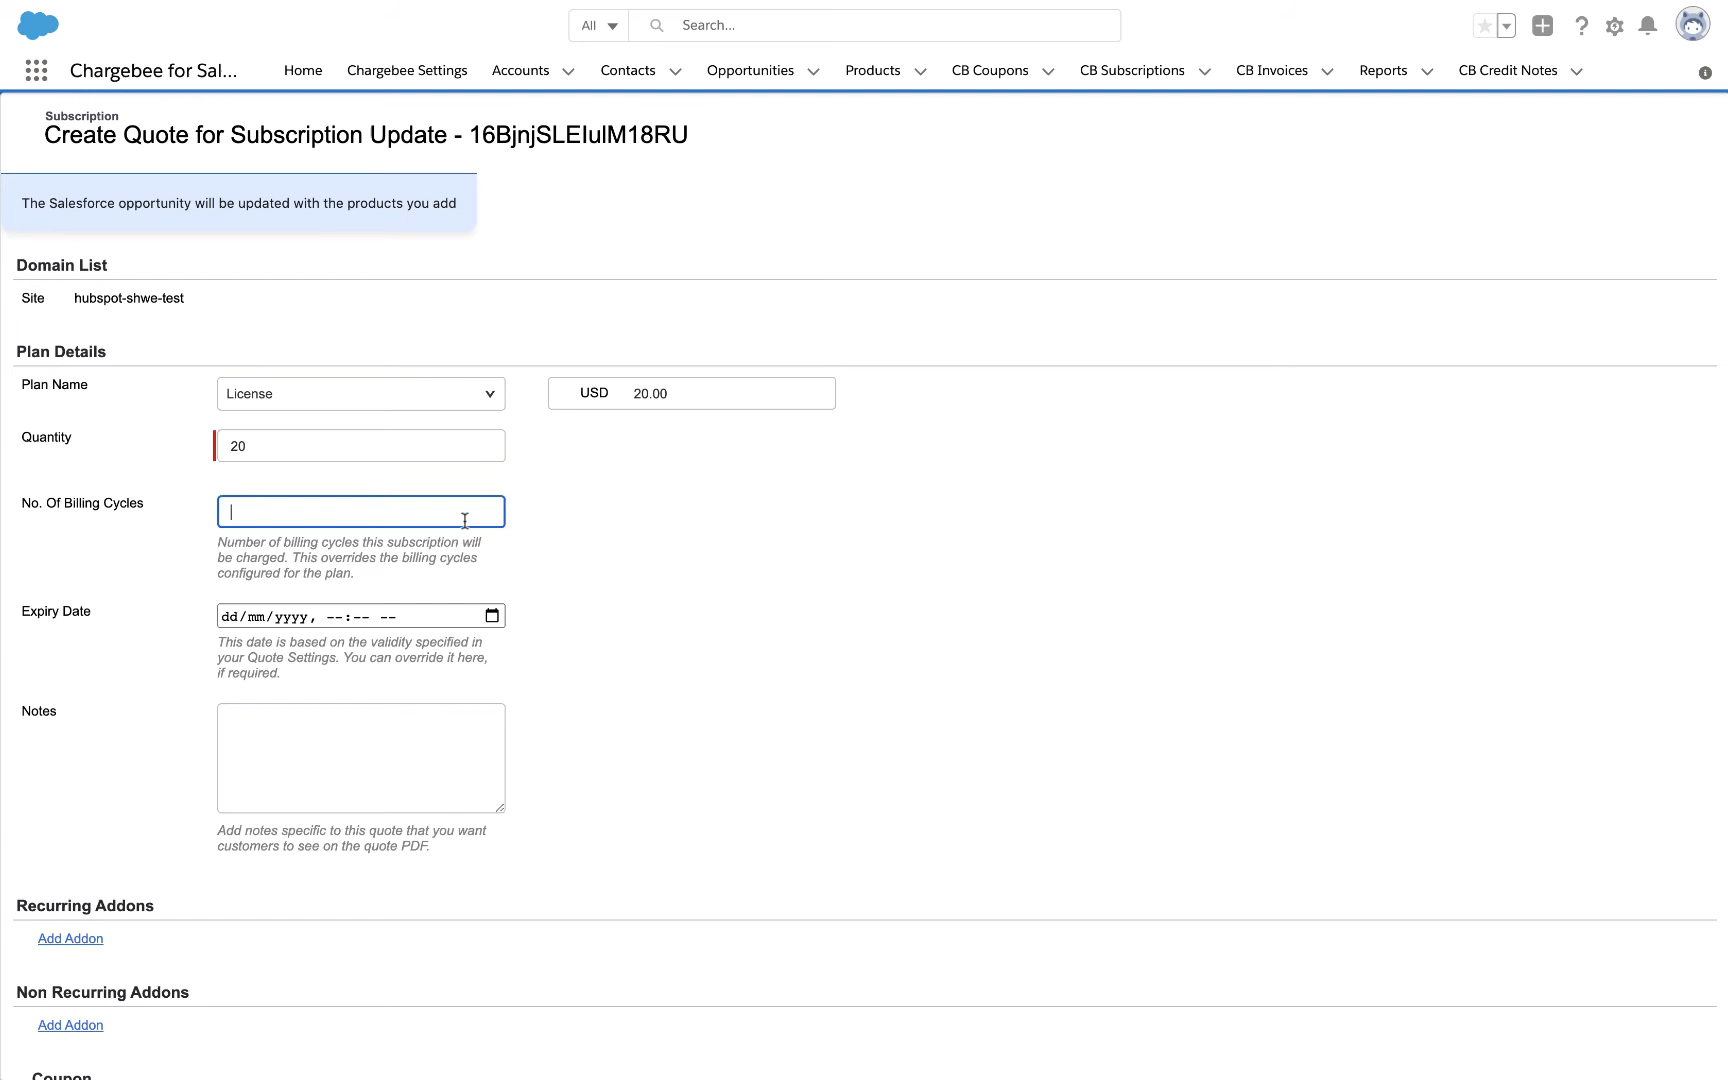 All
Search...
Chargebee for Sal...
Home
Chargebee Settings
Accounts
Contacts
Opportunities
Products
CB Coupons
CB Subscriptions
CB Invoices
Reports
CB Credit Notes
Subscription
Create Quote for Subscription Update - 16BjnjSLEIulM18RU
The Salesforce opportunity will be updated with the products you add
Domain List
Site hubspot-shwe-test
Plan Details
Plan Name
License
USD 20.00
Quantity
20
No. Of Billing Cycles
Number of billing cycles this subscription will
be charged. This overrides the billing cycles
configured for the plan.
Expiry Date
dd/mm/yyyy, --:-- --
This date is based on the validity specified in
your Quote Settings. You can override it here,
if required.
Notes
Add notes specific to this quote that you want
customers to see on the quote PDF.
Recurring Addons
Add Addon
Non Recurring Addons
Add Addon
Coupon